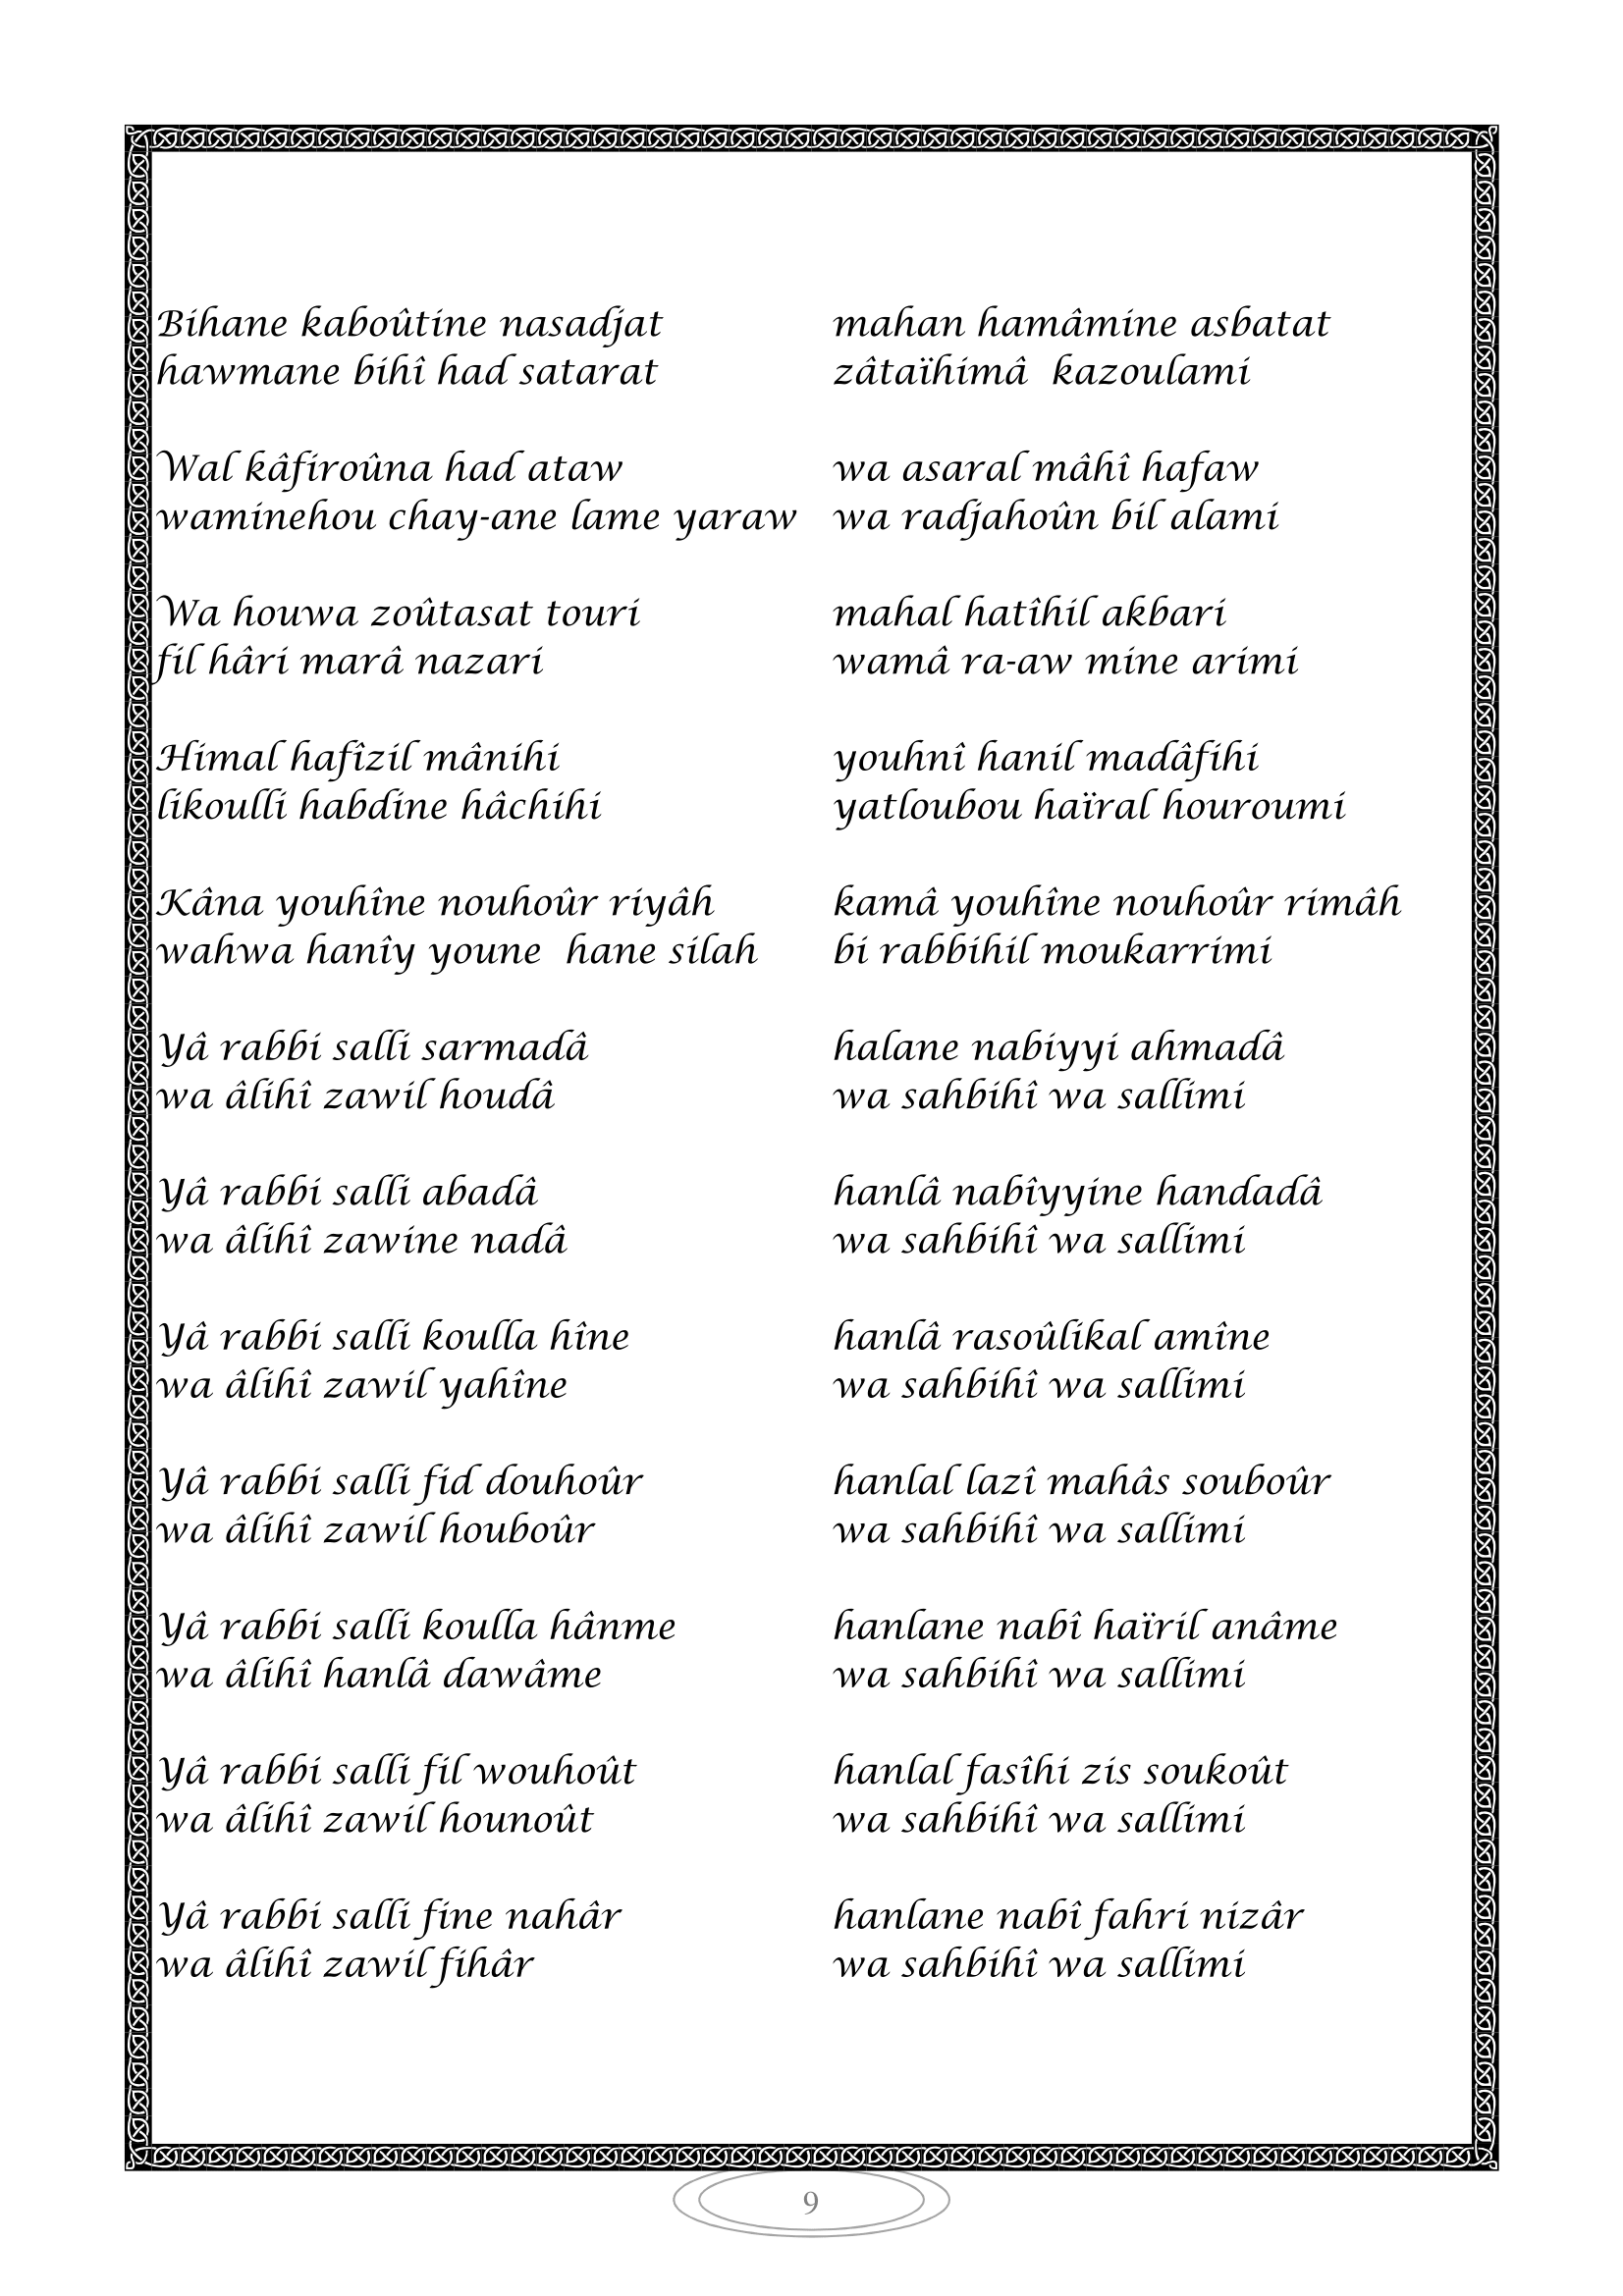 Bihane kaboûtine nasadjat mahan hamâmine asbatat
hawmane bihî had satarat zâtaïhimâ kazoulami
Wal kâfiroûna had ataw wa asaral mâhî hafaw
waminehou chay-ane lame yaraw wa radjahoûn bil alami
Wa houwa zoûtasat touri mahal hatîhil akbari
fil hâri marâ nazari wamâ ra-aw mine arimi
Himal hafîzil mânihi youhnî hanil madâfihi
likoulli habdine hâchihi yatloubou haïral houroumi
Kâna youhîne nouhoûr riyâh kamâ youhîne nouhoûr rimâh
wahwa hanîy youne hane silah bi rabbihil moukarrimi
Yâ rabbi salli sarmadâ halane nabiyyi ahmadâ
wa âlihî zawil houdâ wa sahbihî wa sallimi
Yâ rabbi salli abadâ hanlâ nabîyyine handadâ
wa âlihî zawine nadâ wa sahbihî wa sallimi
Yâ rabbi salli koulla hîne hanlâ rasoûlikal amîne
wa âlihî zawil yahîne wa sahbihî wa sallimi
Yâ rabbi salli fid douhoûr hanlal lazî mahâs souboûr
wa âlihî zawil houboûr wa sahbihî wa sallimi
Yâ rabbi salli koulla hânme hanlane nabî haïril anâme
wa âlihî hanlâ dawâme wa sahbihî wa sallimi
Yâ rabbi salli fil wouhoût hanlal fasîhi zis soukoût
wa âlihî zawil hounoût wa sahbihî wa sallimi
Yâ rabbi salli fine nahâr hanlane nabî fahri nizâr
wa âlihî zawil fihâr wa sahbihî wa sallimi
9